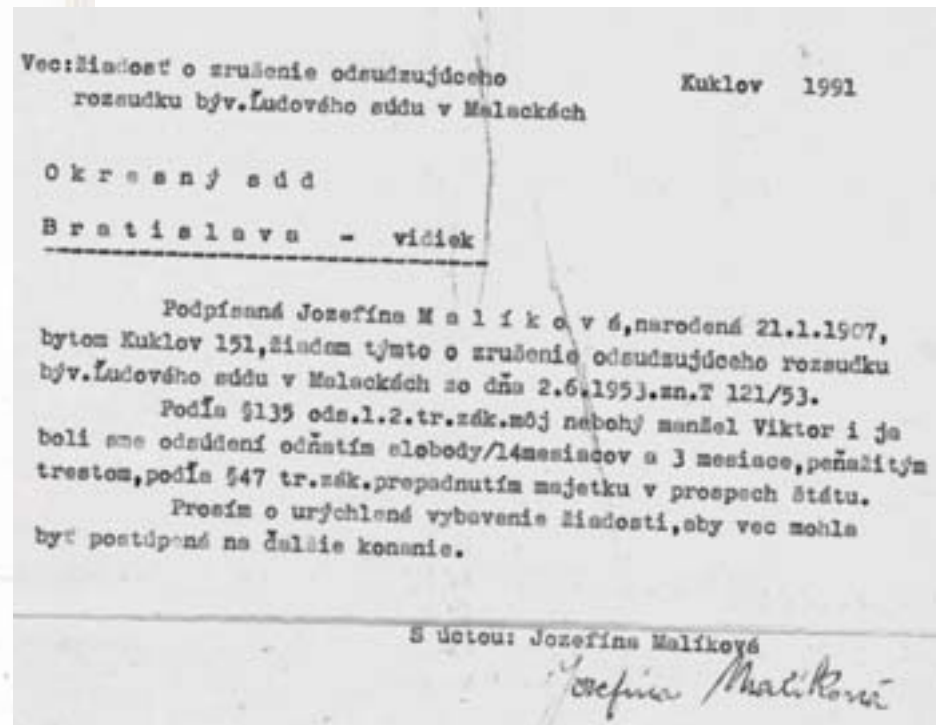 Vec:Žiadosť o zrušenie odsudzujúceho Kuklov 1991
rozsudku býv.Ľudového súdu v Malackách
O k r e s n ý s ú d
B r a t i s l a v a - vidiek
Podpísaná Jozefína M a l í k o v á,narodená 21.1.1907,
bytom Kuklov 151,žiadam týmto o zrušenie odsudzujúceho rozsudku
býv.Ľudového súdu v Malackách zo dňa 2.6.1953.zn.T 121/53.
Podľa §135 ods.1.2.tr.zák.môj nebohý manžel Viktor i ja
boli sme odsúdení odňatím slobody/14mesiacov a 3 mesiace,peňažitým
trestom,podľa §47 tr.zák.prepadnutím majetku v prospech štátu.
Prosím o urýchlené vybavenie žiadosti,aby vec mohla
byť postúpená na ďalšie konanie.
S úctou: Jozefína Malíková
Jozefína Malíková